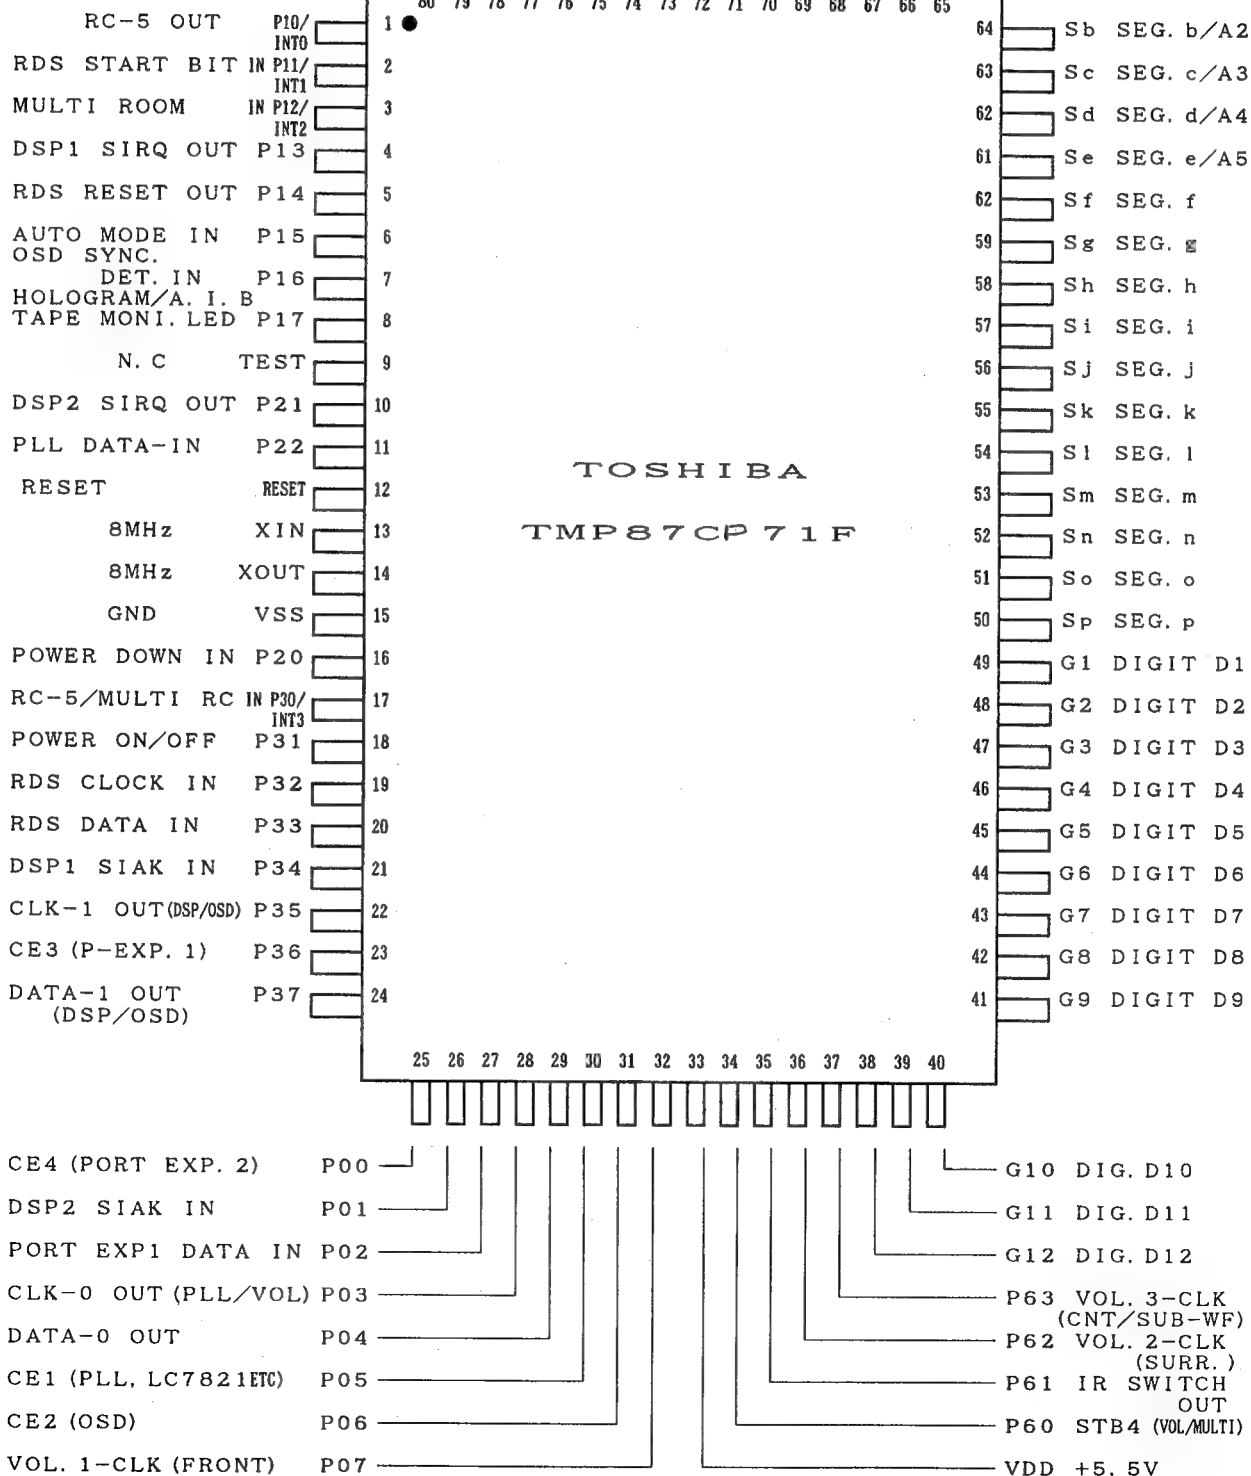 80 79 78 77 76 75 74 73 72 71 70 69 68 67 66 65
RC-5 OUT P10/INT0 1
RDS START BIT IN P11/INT1 2
MULTI ROOM IN P12/INT2 3
DSP1 SIRQ OUT P13 4
RDS RESET OUT P14 5
AUTO MODE IN P15 6
OSD SYNC.
DET. IN P16 7
HOLOGRAM/A. I. B
TAPE MONI. LED P17 8
N. C TEST 9
DSP2 SIRQ OUT P21 10
PLL DATA-IN P22 11
RESET RESET 12
8MHz XIN 13
8MHz XOUT 14
GND VSS 15
POWER DOWN IN P20 16
RC-5/MULTI RC IN P30/INT3 17
POWER ON/OFF P31 18
RDS CLOCK IN P32 19
RDS DATA IN P33 20
DSP1 SIAK IN P34 21
CLK-1 OUT(DSP/OSD) P35 22
CE3 (P-EXP. 1) P36 23
DATA-1 OUT P37 24
(DSP/OSD)
TOSHIBA
TMP87CP71F
64 Sb SEG. b/A2
63 Sc SEG. c/A3
62 Sd SEG. d/A4
61 Se SEG. e/A5
62 Sf SEG. f
59 Sg SEG. g
58 Sh SEG. h
57 Si SEG. i
56 Sj SEG. j
55 Sk SEG. k
54 Sl SEG. l
53 Sm SEG. m
52 Sn SEG. n
51 So SEG. o
50 Sp SEG. p
49 G1 DIGIT D1
48 G2 DIGIT D2
47 G3 DIGIT D3
46 G4 DIGIT D4
45 G5 DIGIT D5
44 G6 DIGIT D6
43 G7 DIGIT D7
42 G8 DIGIT D8
41 G9 DIGIT D9
25 26 27 28 29 30 31 32 33 34 35 36 37 38 39 40
CE4 (PORT EXP. 2) P00
DSP2 SIAK IN P01
PORT EXP1 DATA IN P02
CLK-0 OUT (PLL/VOL) P03
DATA-0 OUT P04
CE1 (PLL, LC7821ETC) P05
CE2 (OSD) P06
VOL. 1-CLK (FRONT) P07
G10 DIG. D10
G11 DIG. D11
G12 DIG. D12
P63 VOL. 3-CLK
(CNT/SUB-WF)
P62 VOL. 2-CLK
(SURR. )
P61 IR SWITCH
OUT
P60 STB4 (VOL/MULTI)
VDD +5. 5V